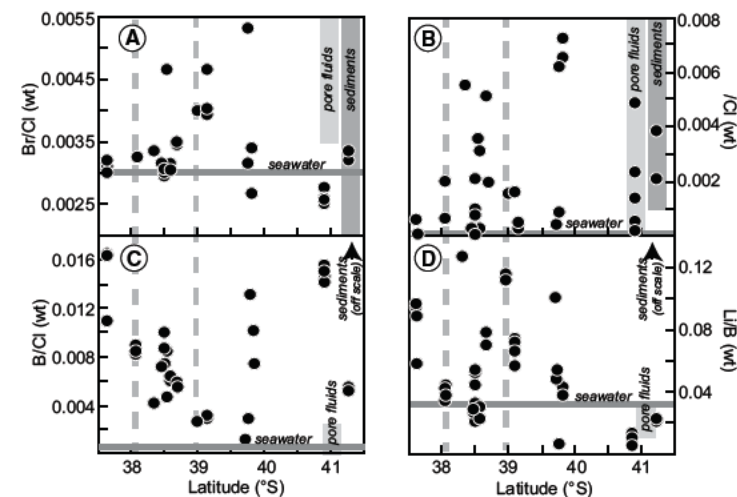 A
0.0055
0.0045
0.0035
0.0025
Br/Cl (wt)
pore fluids
sediments
seawater
B
0.008
0.006
0.004
0.002
/Cl (wt)
pore fluids
sediments
seawater
C
0.016
0.012
0.008
0.004
B/Cl (wt)
sediments
(off scale)
pore fluids
seawater
38 39 40 41
Latitude (°S)
D
0.12
0.08
0.04
Li/B (wt)
sediments
(off scale)
seawater
pore fluids
38 39 40 41
Latitude (°S)